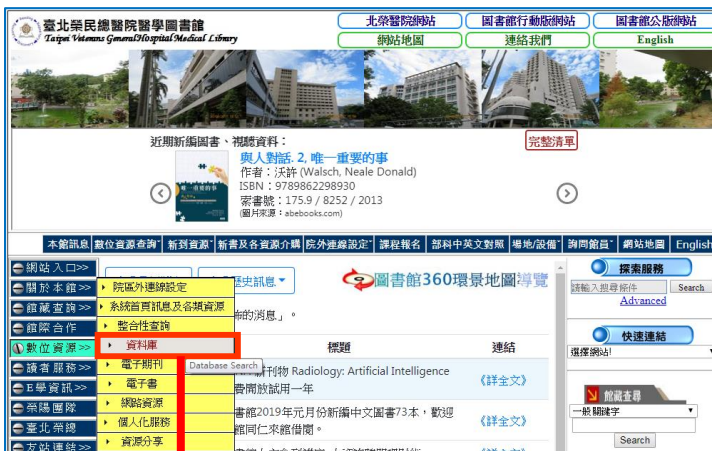 臺北榮民總醫院醫學圖書館
Taipei Veterans General Hospital Medical Library
北榮醫院網站
圖書館行動版網站
圖書館公版網站
網站地圖
連絡我們
English
近期新編圖書、視聽資料：
完整清單
與人對話. 2, 唯一重要的事
作者：沃許 (Walsch, Neale Donald)
ISBN：9789862298930
索書號：175.9 / 8252 / 2013
(圖片來源：abebooks.com)
本館訊息 數位資源查詢 新到資源 新書及各資源介購 院外連線設定 課程報名 部科中英文對照 場地/設備 詢問館員 網站地圖 English
網站入口>>
關於本館>>
館藏查詢>>
館際合作
數位資源>>
讀者服務>>
E學資訊>>
榮陽團隊
臺北榮總
友站連結>>
院區外連線設定
系統首頁訊息及各類資源
整合性查詢
資料庫
電子期刊
電子書
網路資源
個人化服務
資源分享
Database Search
歷史訊息
圖書館360環景地圖導覽
佈的消息」。
標題
連結
刊物 Radiology: Artificial Intelligence
費開放試用一年
《詳全文》
書館2019年元月份新編中文圖書73本，歡迎
館同仁來館借閱。
《詳全文》
探索服務
請輸入搜尋條件
Search
Advanced
快速連結
選擇網站!
館藏查尋
一般關鍵字
Search